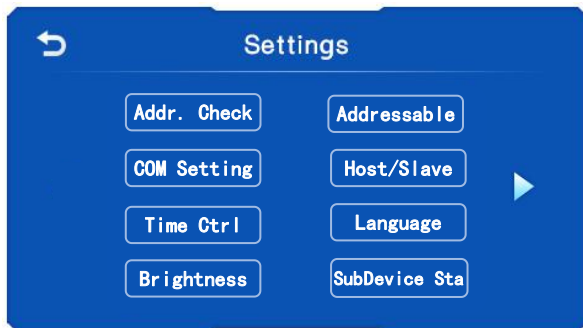 Settings
Addr. Check
Addressable
COM Setting
Host/Slave
Time Ctrl
Language
Brightness
SubDevice Sta